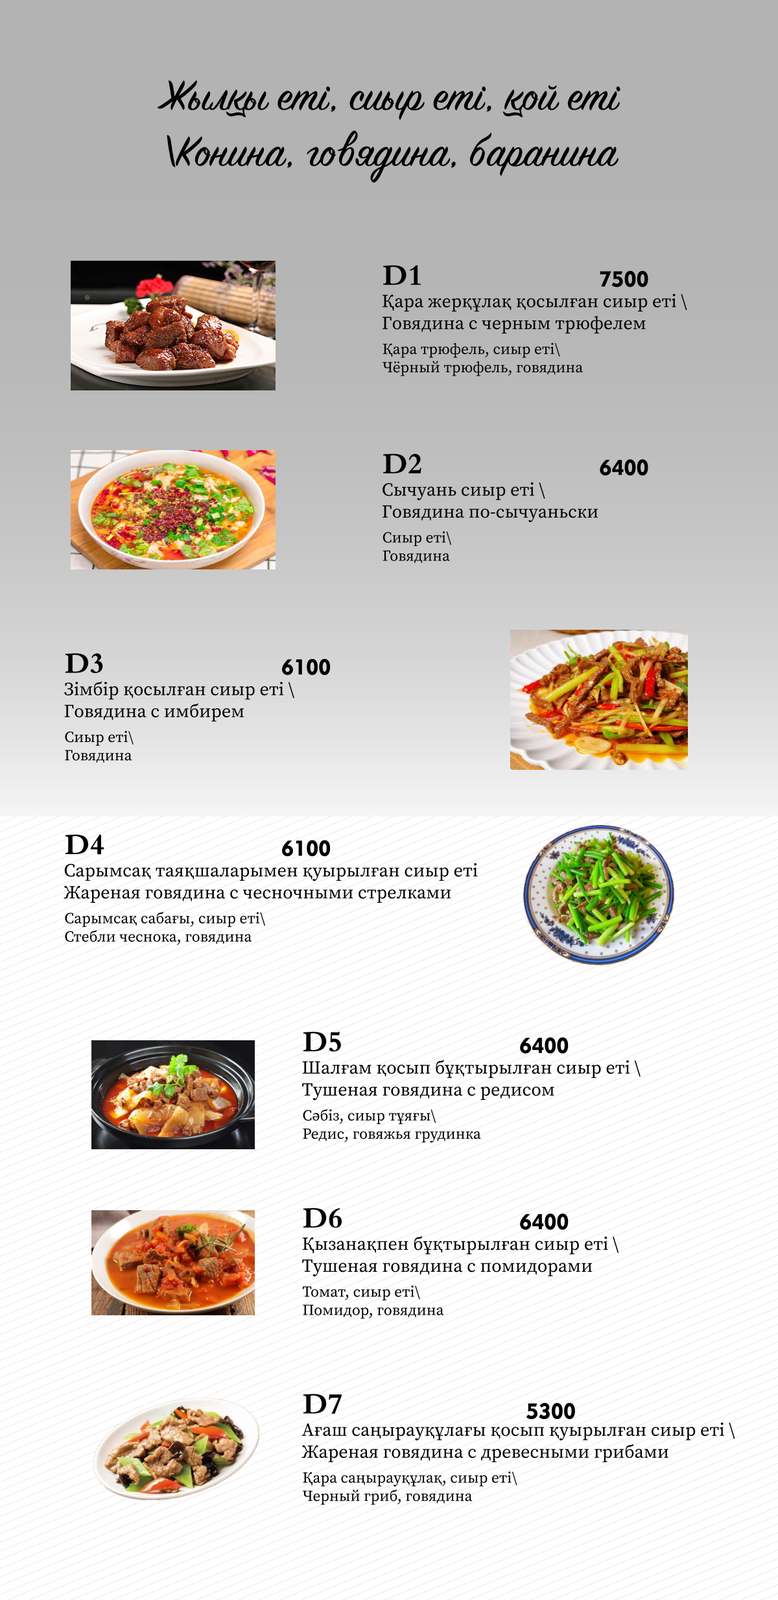 Жылқы еті, сиыр еті, қой еті
\Конина, говядина, баранина
D1 7500
Қара жерқұлақ қосылған сиыр еті \
Говядина с черным трюфелем
Қара трюфель, сиыр еті\
Чёрный трюфель, говядина
D2 6400
Сычуань сиыр еті \
Говядина по-сычуаньски
Сиыр еті\
Говядина
D3 6100
Зімбір қосылған сиыр еті \
Говядина с имбирем
Сиыр еті\
Говядина
D4 6100
Сарымсақ таяқшаларымен қуырылған сиыр еті
Жареная говядина с чесночными стрелками
Сарымсақ сабағы, сиыр еті\
Стебли чеснока, говядина
D5 6400
Шалғам қосып бұқтырылған сиыр еті \
Тушеная говядина с редисом
Сәбіз, сиыр тұяғы\
Редис, говяжья грудинка
D6 6400
Қызанақпен бұқтырылған сиыр еті \
Тушеная говядина с помидорами
Томат, сиыр еті\
Помидор, говядина
D7 5300
Ағаш саңырауқұлағы қосып қуырылған сиыр еті \
Жареная говядина с древесными грибами
Қара саңырауқұлақ, сиыр еті\
Черный гриб, говядина